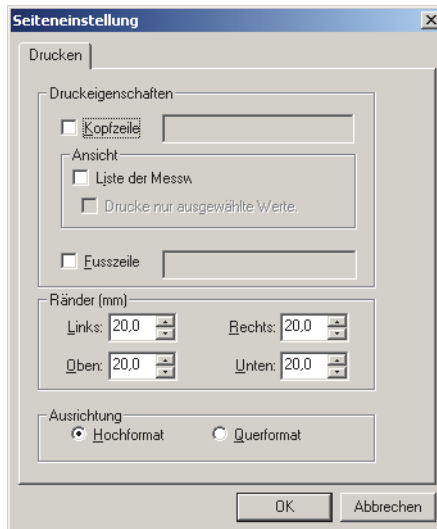 Seiteneinstellung
Drucken
Druckeigenschaften
Kopfzeile
Ansicht
Liste der Messw
Drucke nur ausgewählte Werte.
Fusszeile
Ränder (mm)
Links: 20,0 Rechts: 20,0
Oben: 20,0 Unten: 20,0
Ausrichtung
Hochformat Querformat
OK Abbrechen